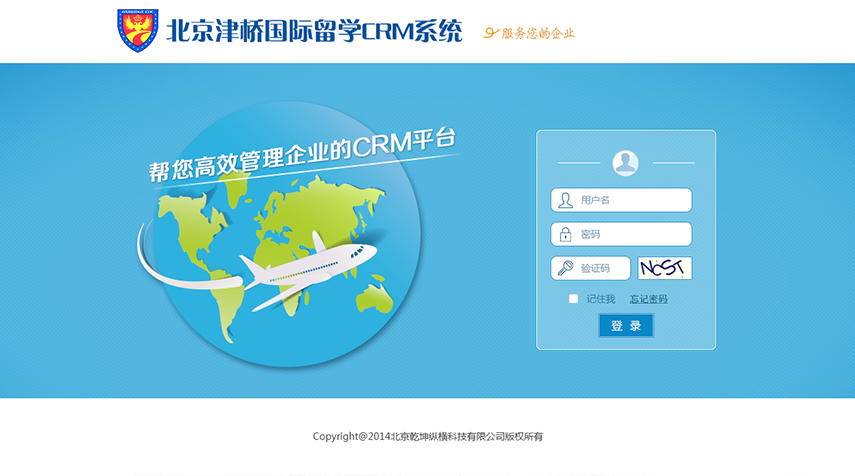 北京津桥国际留学CRM系统
服务您的企业
帮您高效管理企业的CRM平台
用户名
密码
验证码
NCST
记住我 忘记密码
登 录
Copyright@2014北京乾坤纵横科技有限公司版权所有